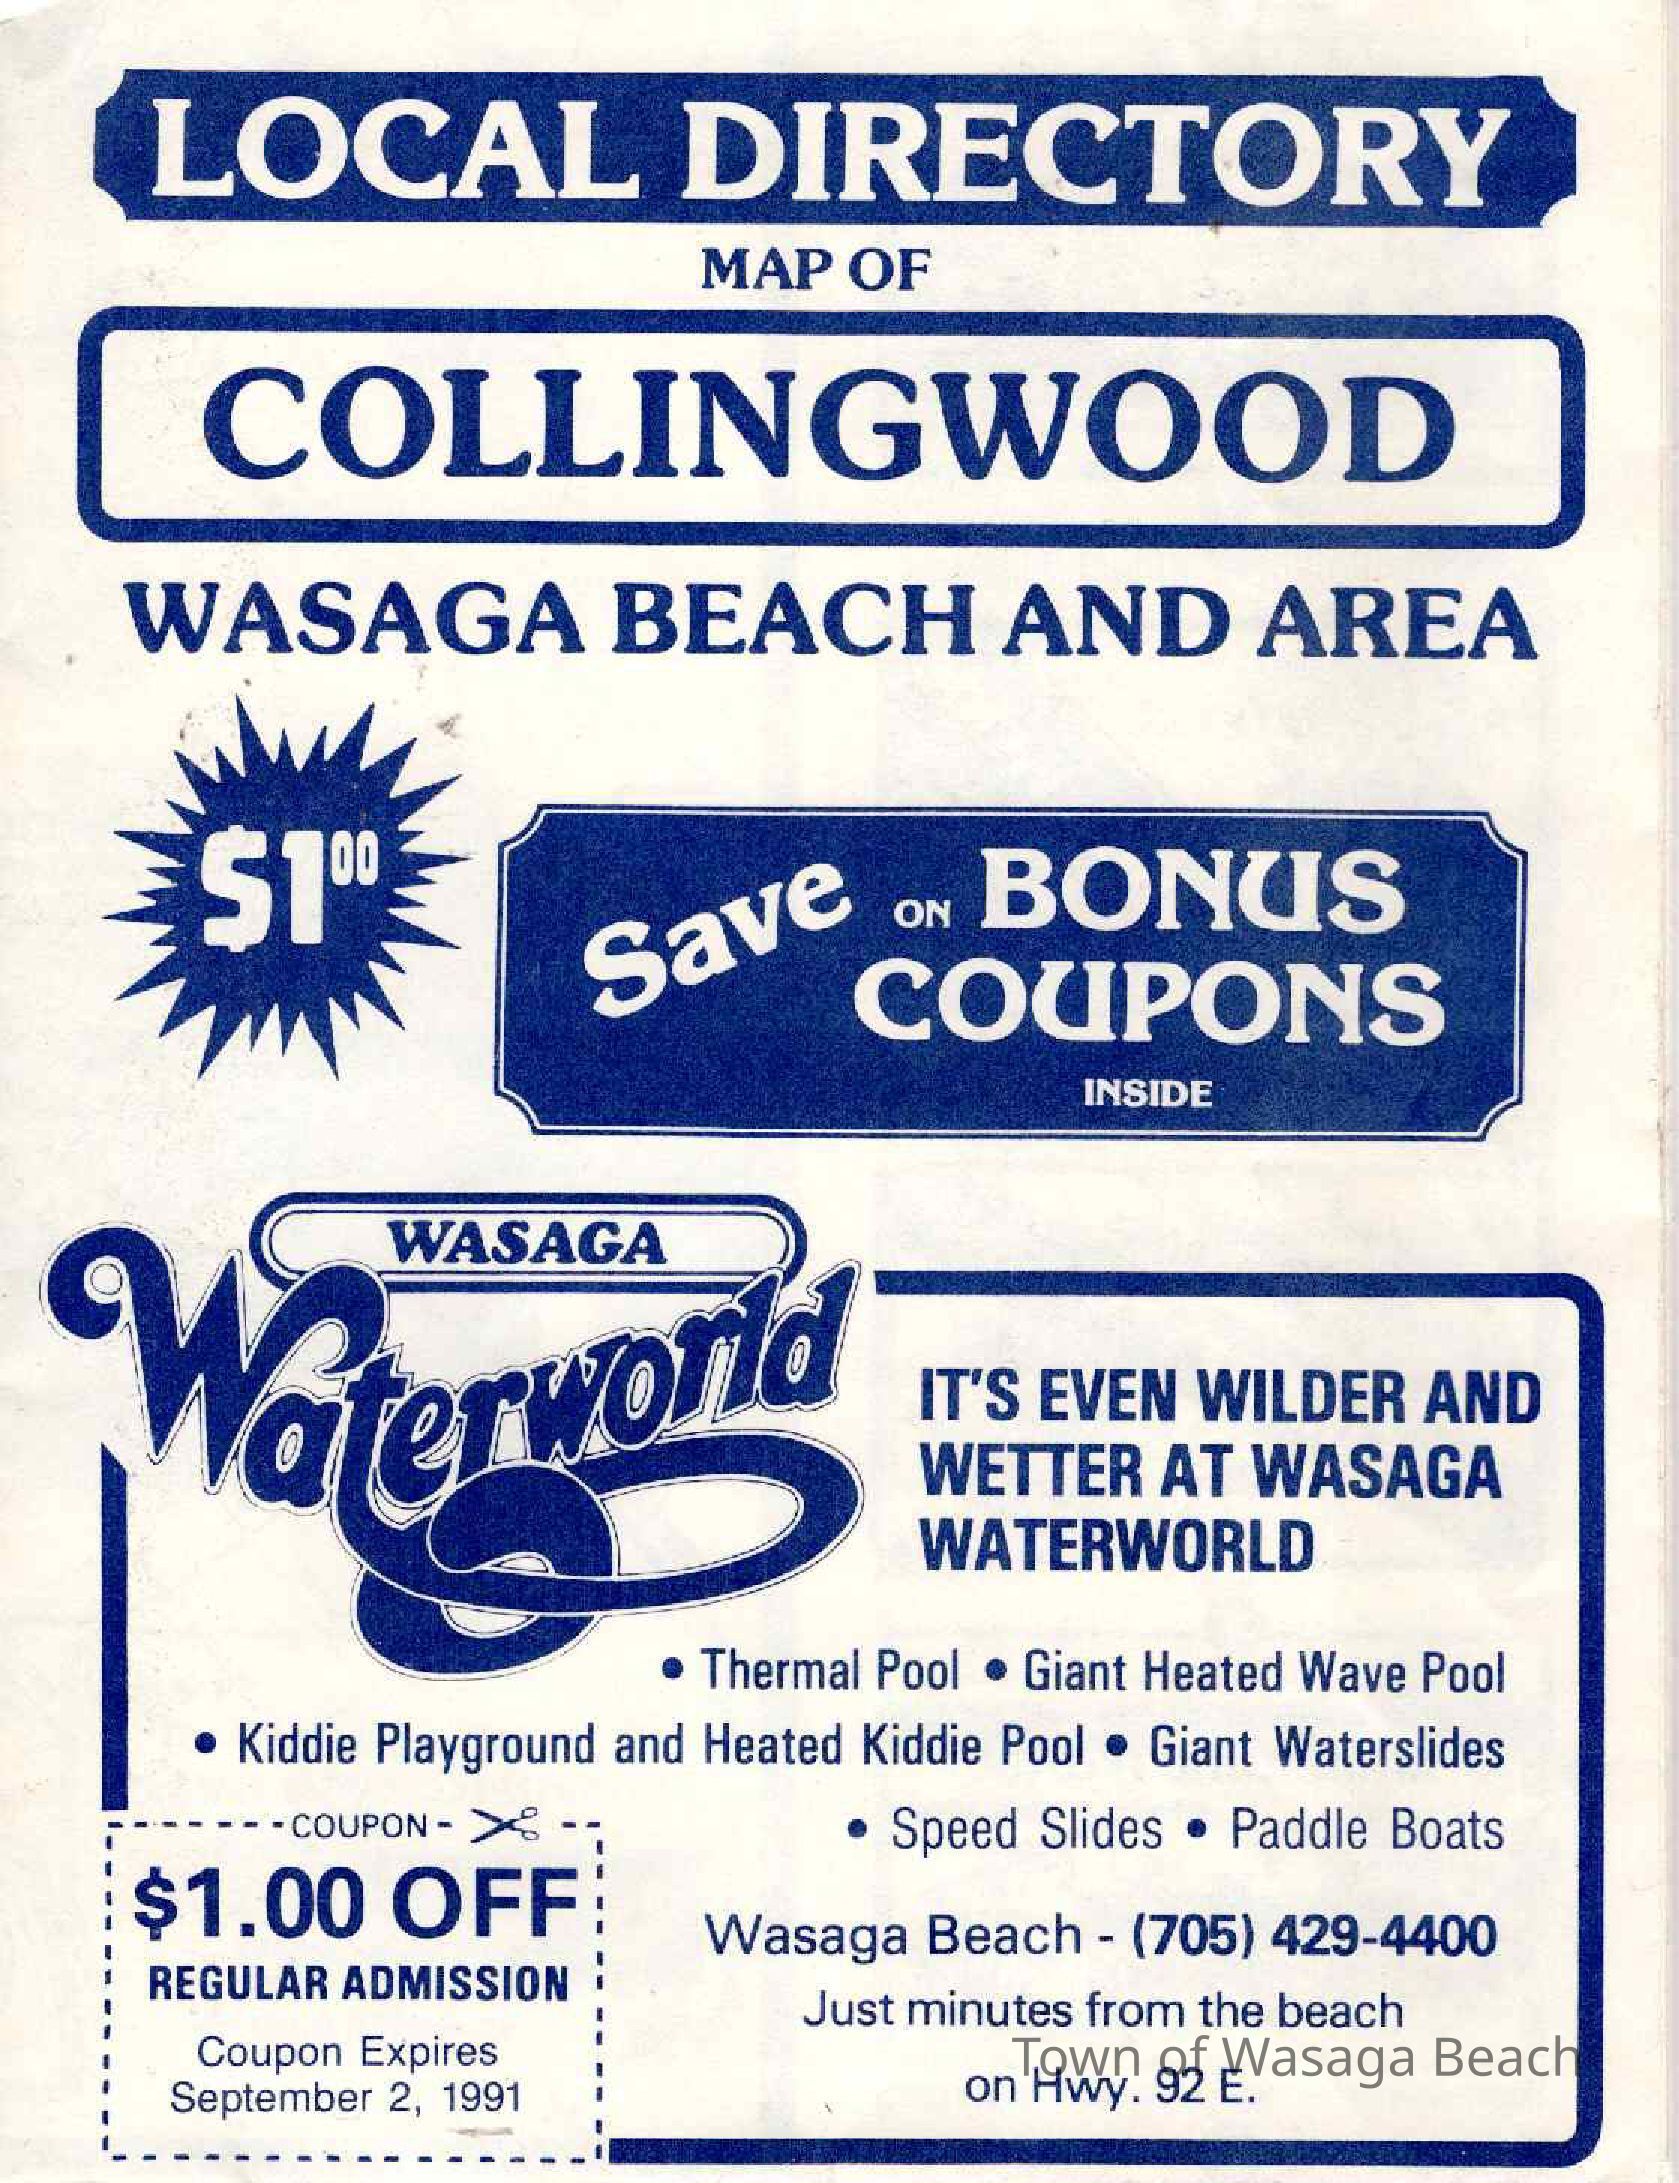 LOCAL DIRECTORY
MAP OF
COLLINGWOOD
WASAGA BEACH AND AREA
$1⁰⁰
Save ON BONUS
COUPONS
INSIDE
WASAGA
Waterworld
IT'S EVEN WILDER AND
WETTER AT WASAGA
WATERWORLD
• Thermal Pool • Giant Heated Wave Pool
• Kiddie Playground and Heated Kiddie Pool • Giant Waterslides
• Speed Slides • Paddle Boats
COUPON
$1.00 OFF
REGULAR ADMISSION
Coupon Expires
September 2, 1991
Wasaga Beach - (705) 429-4400
Just minutes from the beach
on Hwy. 92 E.
Town of Wasaga Beach